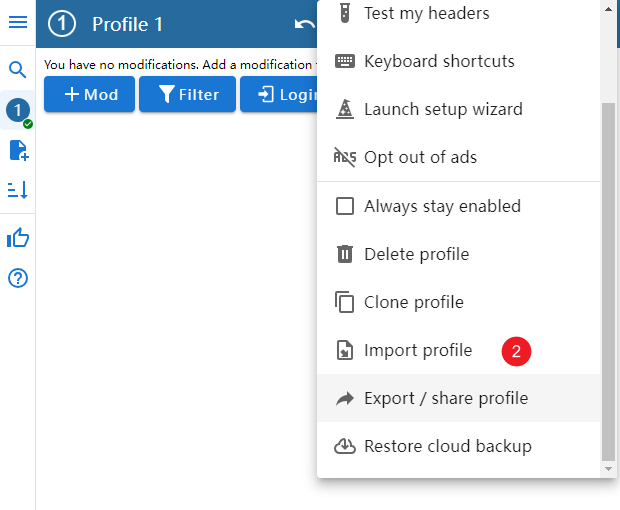 1 Profile 1
You have no modifications. Add a modification
Mod
Filter
Login
1
Test my headers
Keyboard shortcuts
Launch setup wizard
ADS Opt out of ads
Always stay enabled
Delete profile
Clone profile
Import profile 2
Export / share profile
Restore cloud backup